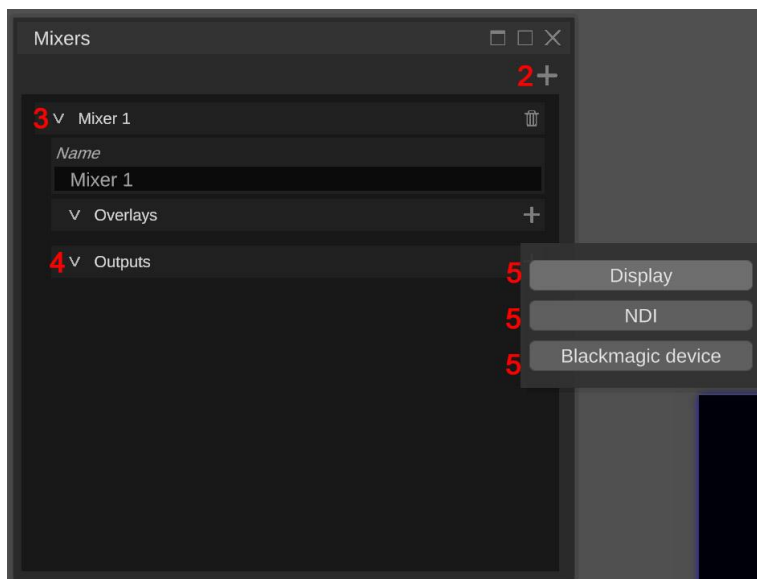 Mixers
2
3 Mixer 1
Name
Mixer 1
Overlays
4 Outputs
5 Display
5 NDI
5 Blackmagic device